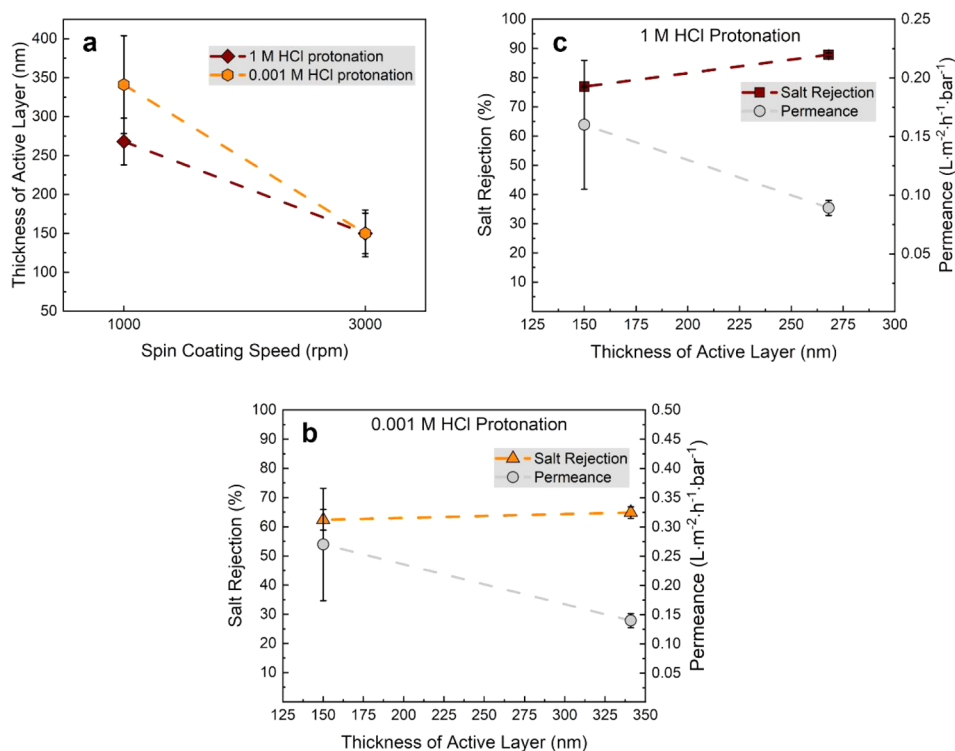 a
1 M HCl protonation
0.001 M HCl protonation
Thickness of Active Layer (nm)
400
350
300
250
200
150
100
50
1000
3000
Spin Coating Speed (rpm)
c
1 M HCl Protonation
Salt Rejection
Permeance
Salt Rejection (%)
100
90
80
70
60
50
40
30
20
10
0.25
0.20
0.15
0.10
0.05
Permeance (L·m⁻²·h⁻¹·bar⁻¹)
125 150 175 200 225 250 275 300
Thickness of Active Layer (nm)
b
0.001 M HCl Protonation
Salt Rejection
Permeance
Salt Rejection (%)
100
90
80
70
60
50
40
30
20
10
0.50
0.45
0.40
0.35
0.30
0.25
0.20
0.15
0.10
0.05
Permeance (L·m⁻²·h⁻¹·bar⁻¹)
125 150 175 200 225 250 275 300 325 350
Thickness of Active Layer (nm)